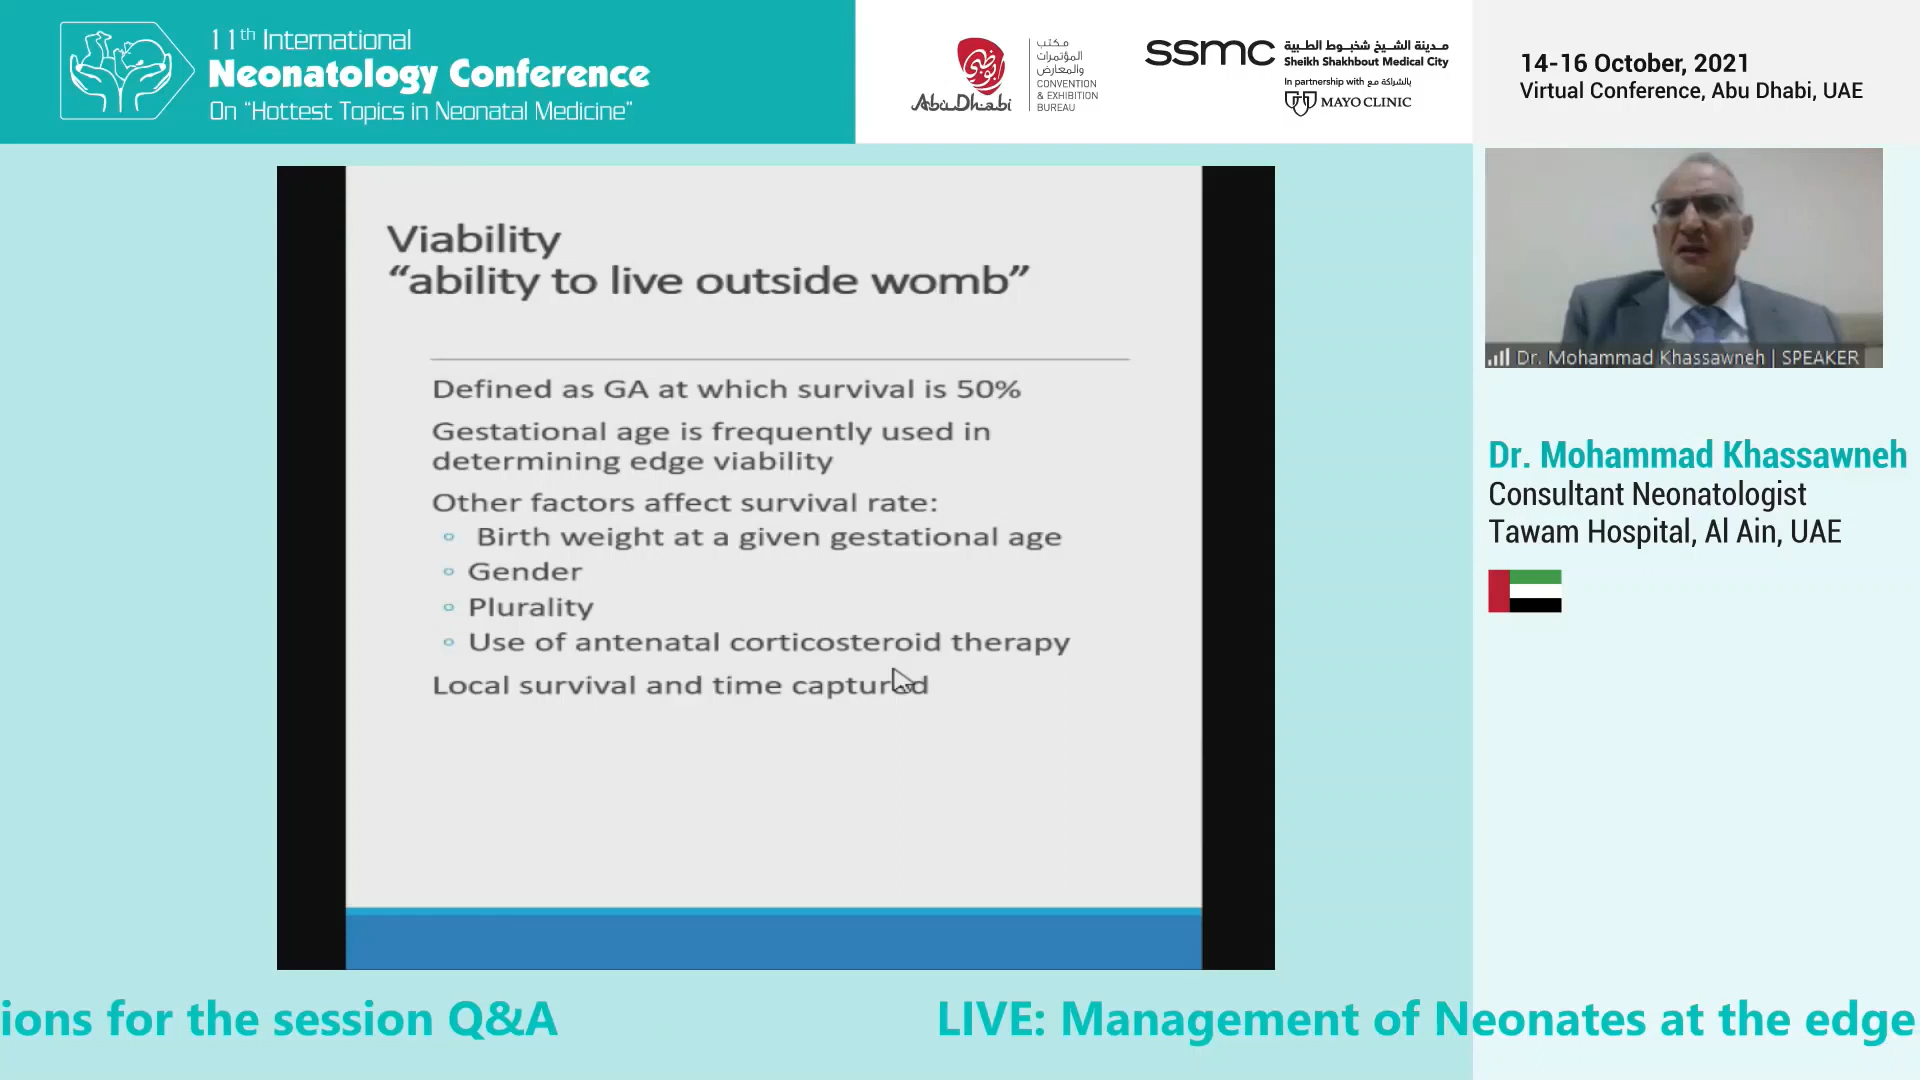 11th International
Neonatology Conference
On “Hottest Topics in Neonatal Medicine”
Abu Dhabi
مكتب
المؤتمرات
والمعارض
CONVENTION
& EXHIBITION
BUREAU
ssmc
مدينة الشيخ شخبوط الطبية
Sheikh Shakhbout Medical City
In partnership with بالشراكة مع
MAYO CLINIC
14-16 October, 2021
Virtual Conference, Abu Dhabi, UAE
Viability
“ability to live outside womb”
Defined as GA at which survival is 50%
Gestational age is frequently used in
determining edge viability
Other factors affect survival rate:
Birth weight at a given gestational age
Gender
Plurality
Use of antenatal corticosteroid therapy
Local survival and time captured
Dr. Mohammad Khassawneh | SPEAKER
Dr. Mohammad Khassawneh
Consultant Neonatologist
Tawam Hospital, Al Ain, UAE
ions for the session Q&A
LIVE: Management of Neonates at the edge